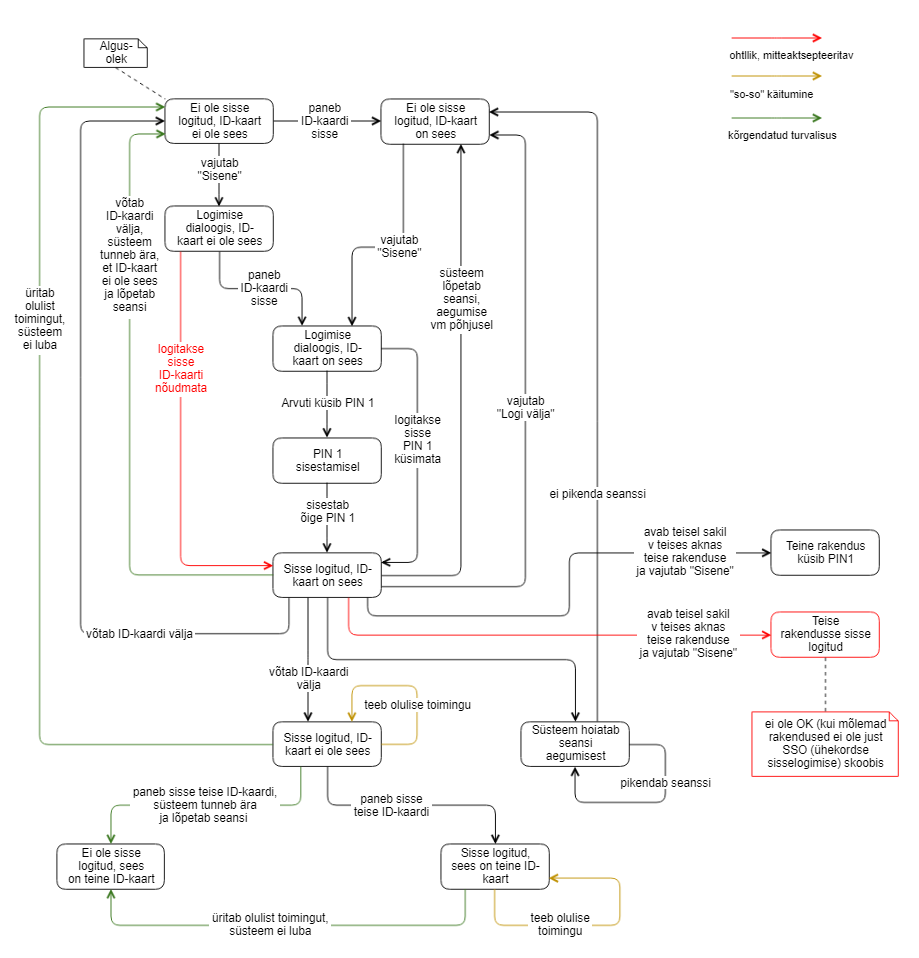 Algus-
olek
ohtllik, mitteaktsepteeritav
"so-so" käitumine
kõrgendatud turvalisus
Ei ole sisse
logitud, ID-kaart
ei ole sees
paneb
ID-kaardi
sisse
Ei ole sisse
logitud, ID-kaart
on sees
vajutab
"Sisene"
võtab
ID-kaardi
välja,
süsteem
tunneb ära,
et ID-kaart
ei ole sees
ja lõpetab
seansi
Logimise
dialoogis, ID-
kaart ei ole sees
vajutab
"Sisene"
paneb
ID-kaardi
sisse
süsteem
lõpetab
seansi,
aegumise
vm põhjusel
üritab
olulist
toimingut,
süsteem
ei luba
Logimise
dialoogis, ID-
kaart on sees
logitakse
sisse
ID-kaarti
nõudmata
Arvuti küsib PIN 1
vajutab
"Logi välja"
logitakse
sisse
PIN 1
küsimata
PIN 1
sisestamisel
ei pikenda seanssi
sisestab
õige PIN 1
avab teisel sakil
v teises aknas
teise rakenduse
ja vajutab "Sisene"
Teine rakendus
küsib PIN1
Sisse logitud, ID-
kaart on sees
avab teisel sakil
v teises aknas
teise rakenduse
ja vajutab "Sisene"
Teise
rakendusse sisse
logitud
võtab ID-kaardi välja
võtab ID-kaardi
välja
teeb olulise toimingu
ei ole OK (kui mõlemad
rakendused ei ole just
SSO (ühekordse
sisselogimise) skoobis
Sisse logitud, ID-
kaart ei ole sees
Süsteem hoiatab
seansi
aegumisest
pikendab seanssi
paneb sisse teise ID-kaardi,
süsteem tunneb ära
ja lõpetab seansi
paneb sisse
teise ID-kaardi
Ei ole sisse
logitud, sees
on teine ID-kaart
Sisse logitud,
sees on teine ID-
kaart
üritab olulist toimingut,
süsteem ei luba
teeb olulise
toimingu